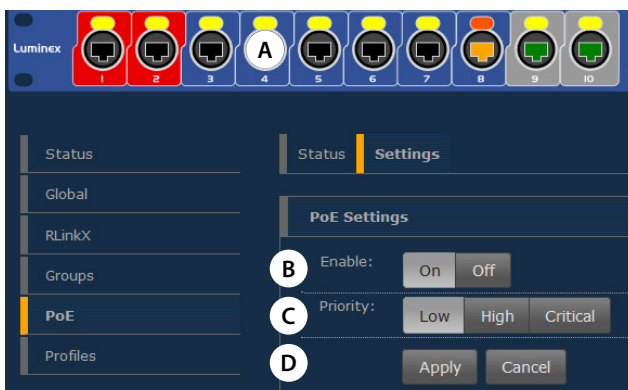 Luminex
A
1 2 3 4 5 6 7 8 9 10
Status
Global
RLinkX
Groups
PoE
Profiles
Status Settings
PoE Settings
B Enable: On Off
C Priority: Low High Critical
D Apply Cancel